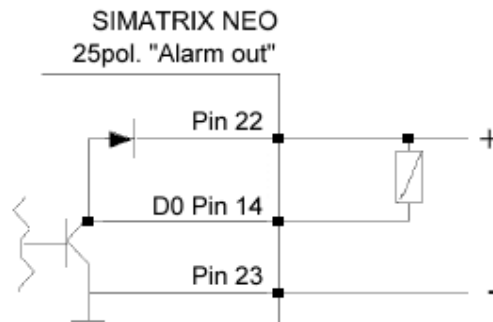 SIMATRIX NEO
25pol. "Alarm out"
Pin 22
+
D0 Pin 14
Pin 23
-